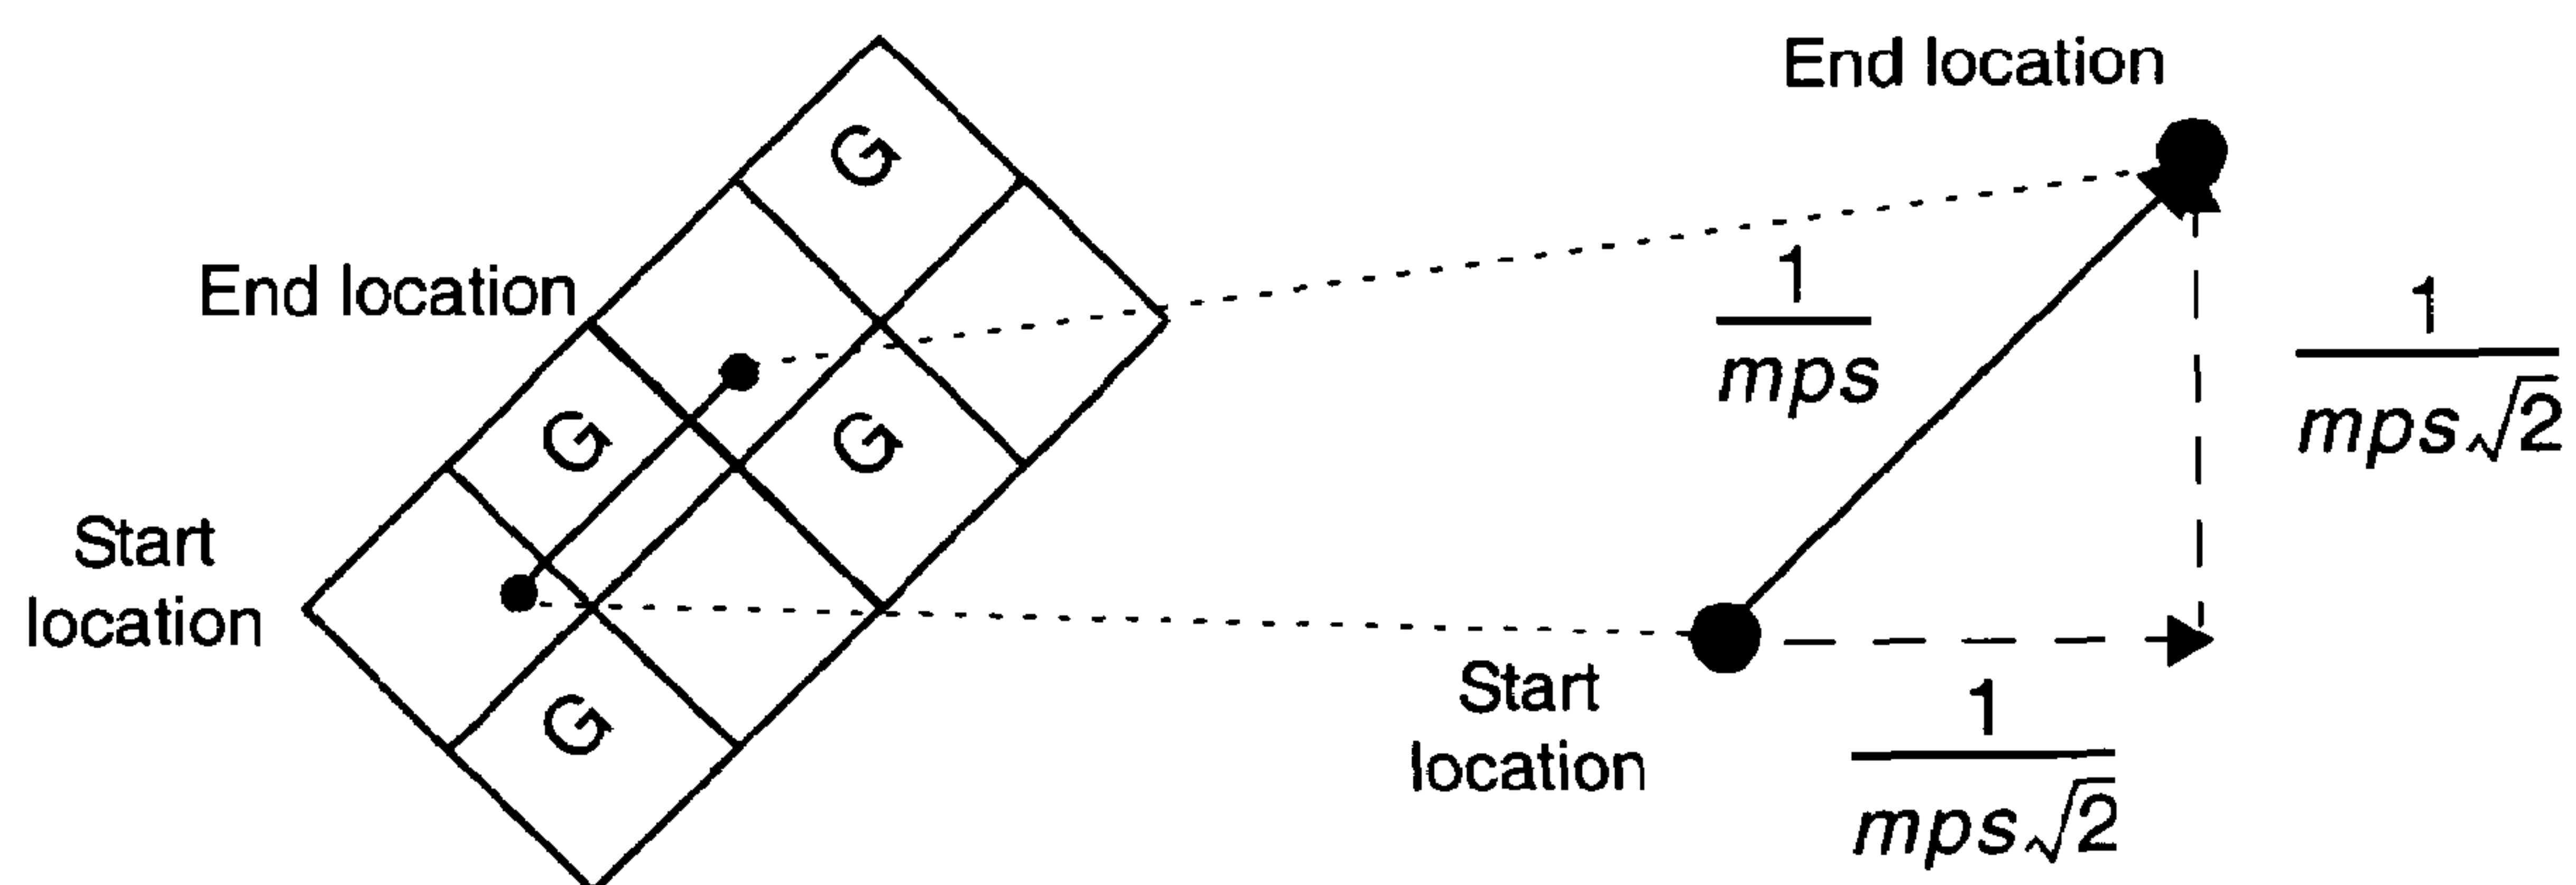 End location
G
End location
1
mps
1
mps√2
G
G
Start
location
Start
location
1
mps√2
G